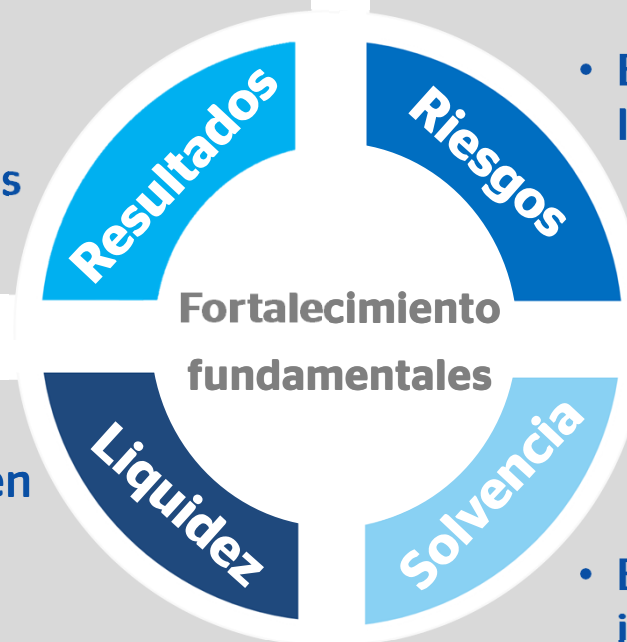 Resultados
Riesgos
Fortalecimiento
fundamentales
Liquidez
Solvencia